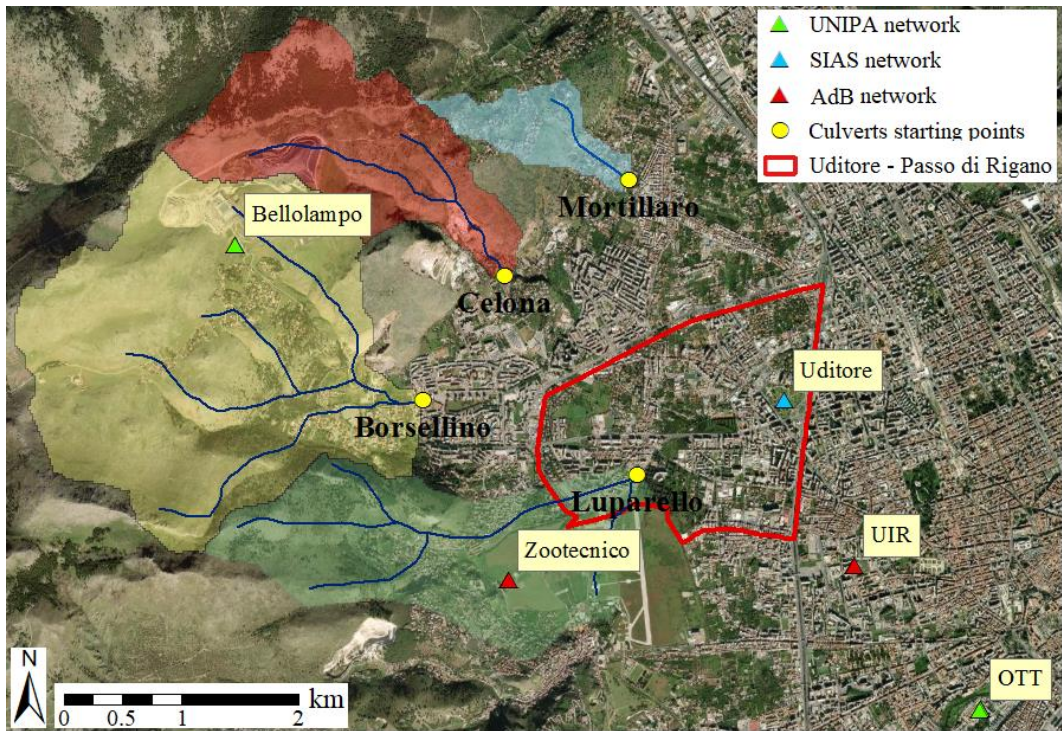 UNIPA network
SIAS network
AdB network
Culverts starting points
Uditore - Passo di Rigano
Bellolampo
Mortillaro
Celona
Uditore
Borsellino
Luparello
Zootecnico
UIR
OTT
N
km
0 0.5 1 2